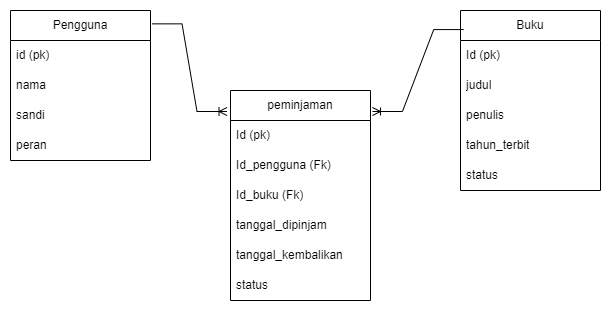 Pengguna
id (pk)
nama
sandi
peran
peminjaman
Id (pk)
Id_pengguna (Fk)
Id_buku (Fk)
tanggal_dipinjam
tanggal_kembalikan
status
Buku
Id (pk)
judul
penulis
tahun_terbit
status